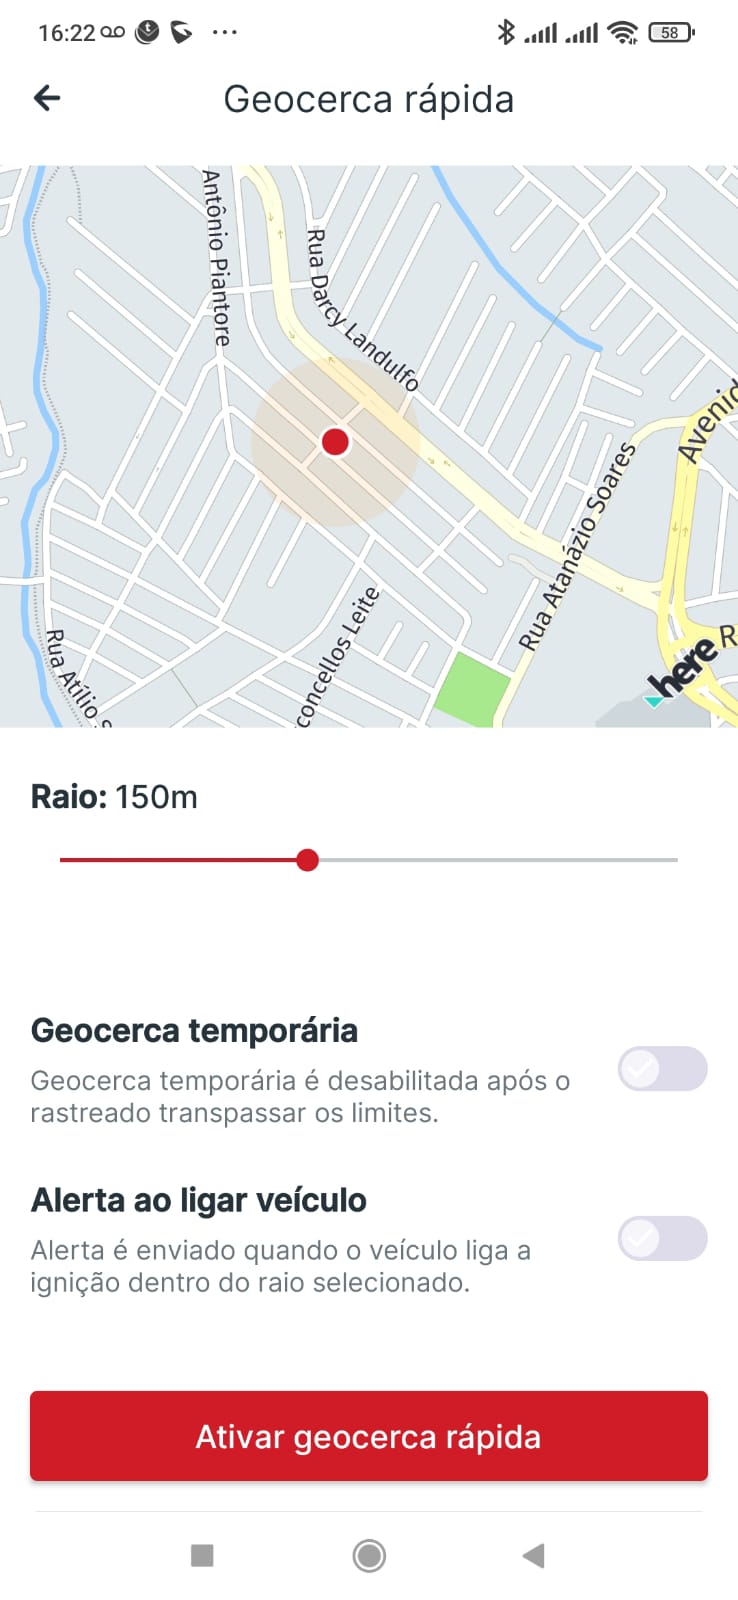 16:22
58
Geocerca rápida
Antônio Piantore
Rua Darcy Landulfo
Avenid
Rua Atanázio Soares
concellos Leite
Rua Atílio S
here
R
Raio: 150m
Geocerca temporária
Geocerca temporária é desabilitada após o
rastreado transpassar os limites.
Alerta ao ligar veículo
Alerta é enviado quando o veículo liga a
ignição dentro do raio selecionado.
Ativar geocerca rápida